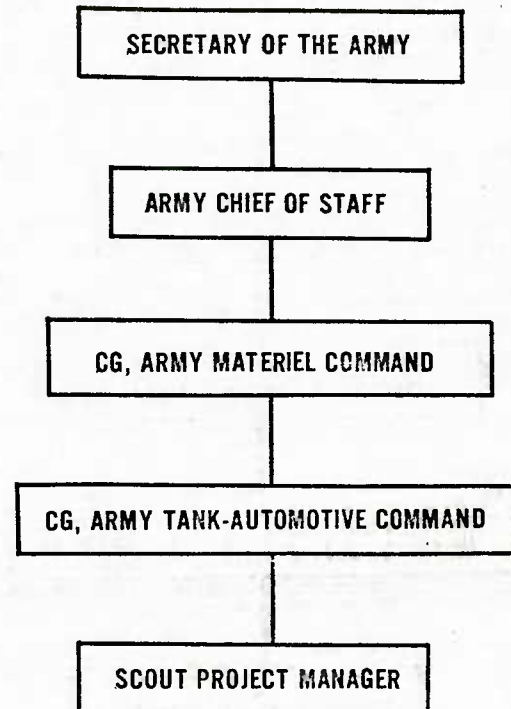 SECRETARY OF THE ARMY
ARMY CHIEF OF STAFF
CG, ARMY MATERIEL COMMAND
CG, ARMY TANK-AUTOMOTIVE COMMAND
SCOUT PROJECT MANAGER